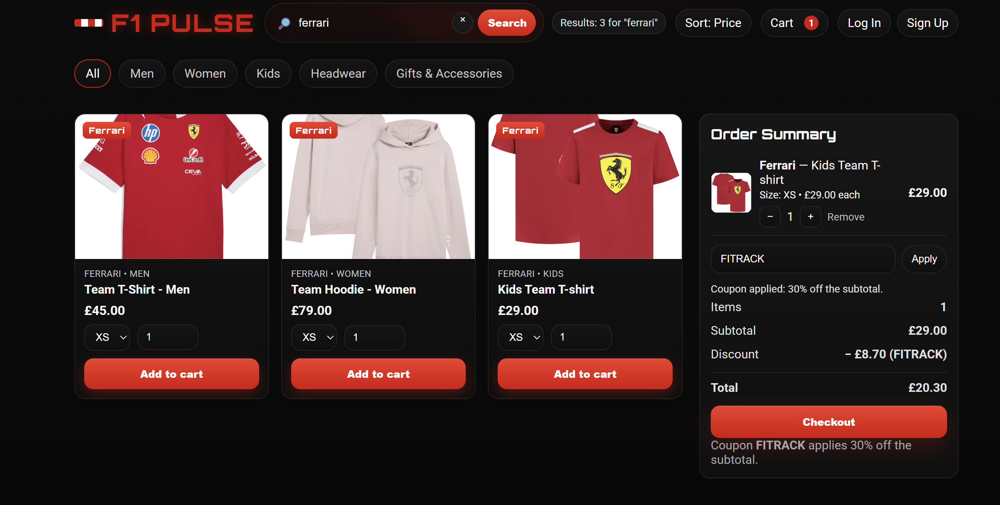 F1 PULSE
ferrari
×
Search
Results: 3 for "ferrari"
Sort: Price
Cart 1
Log In
Sign Up
All
Men
Women
Kids
Headwear
Gifts & Accessories
Ferrari
hp
UniCredit
ceva
FERRARI • MEN
Team T-Shirt - Men
£45.00
XS 1
Add to cart
Ferrari
S F
FERRARI • WOMEN
Team Hoodie - Women
£79.00
XS 1
Add to cart
Ferrari
S F
FERRARI • KIDS
Kids Team T-shirt
£29.00
XS 1
Add to cart
Order Summary
Ferrari — Kids Team T-
shirt
Size: XS • £29.00 each
£29.00
− 1 + Remove
FITRACK
Apply
Coupon applied: 30% off the subtotal.
Items 1
Subtotal £29.00
Discount − £8.70 (FITRACK)
Total £20.30
Checkout
Coupon FITRACK applies 30% off the
subtotal.